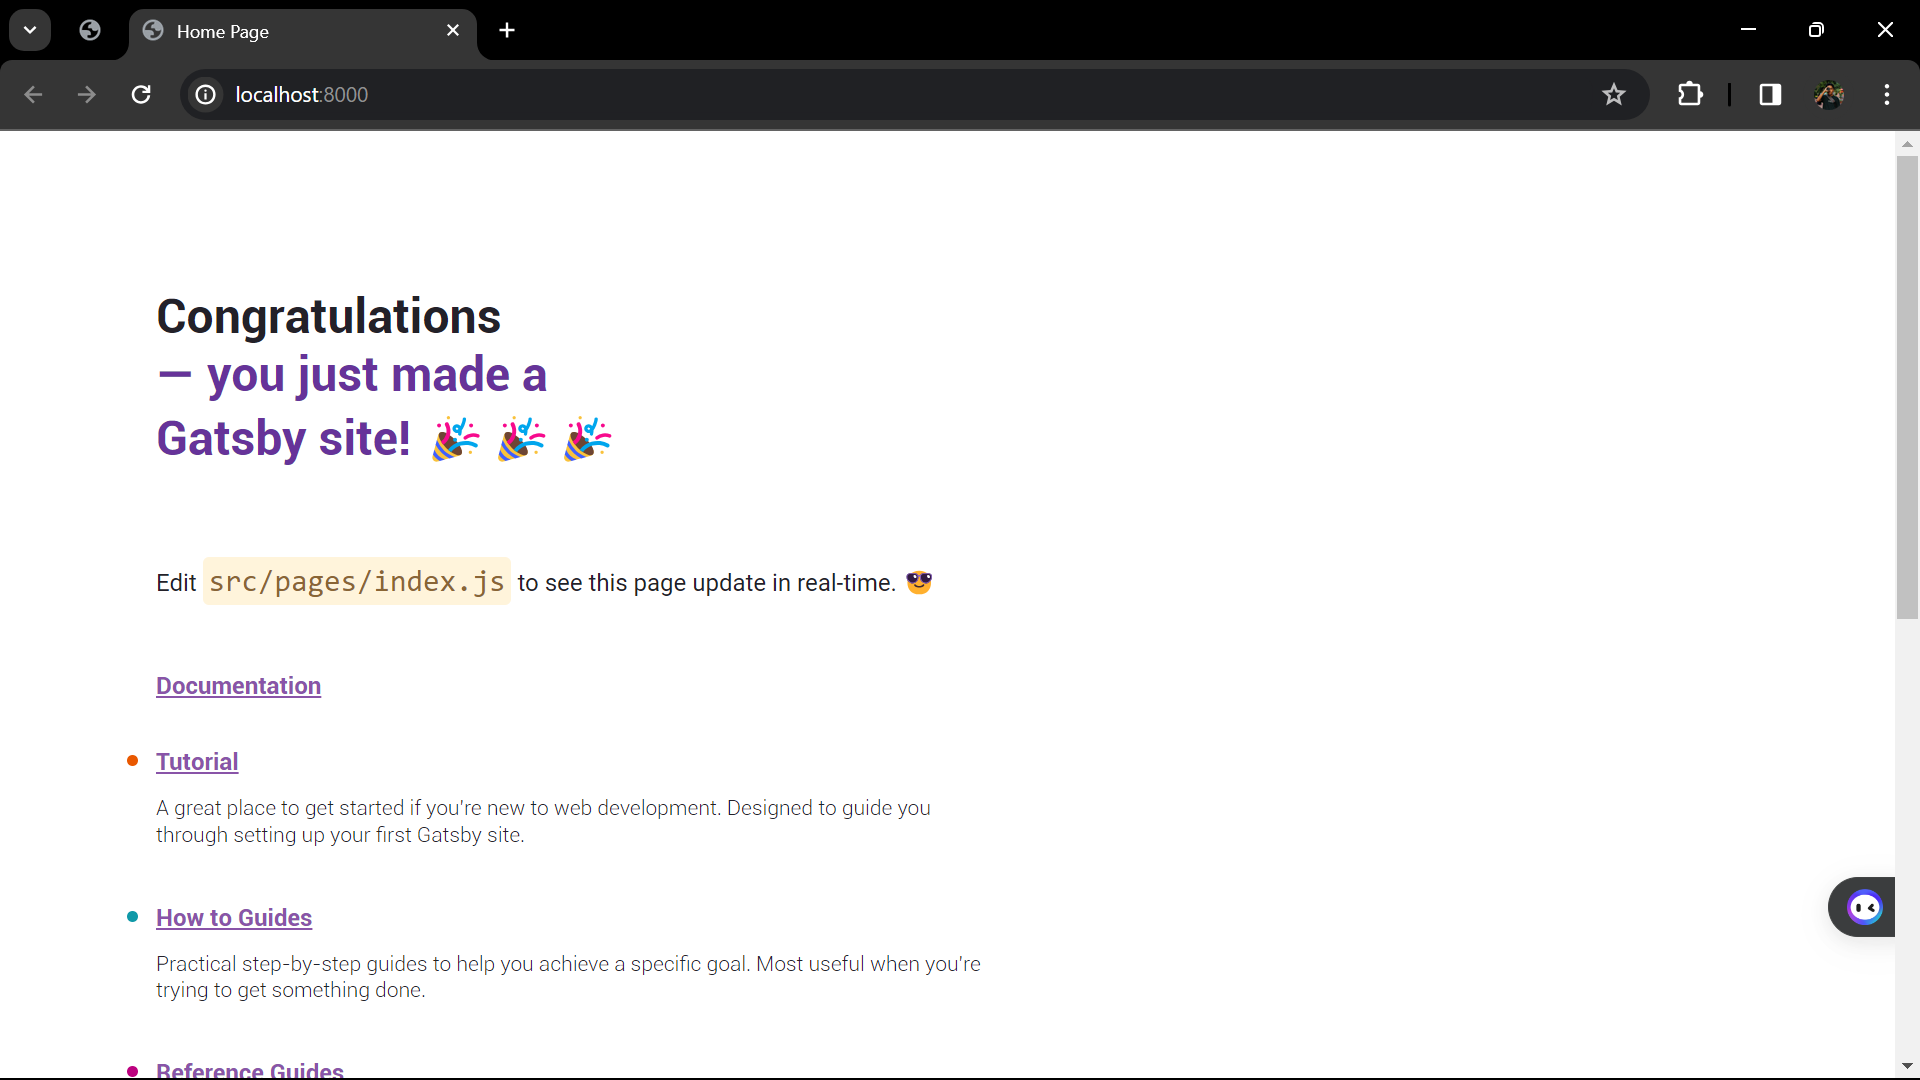 Home Page
localhost:8000
Congratulations
— you just made a
Gatsby site! 🎉🎉🎉
Edit src/pages/index.js to see this page update in real-time. 😎
Documentation
Tutorial
A great place to get started if you're new to web development. Designed to guide you
through setting up your first Gatsby site.
How to Guides
Practical step-by-step guides to help you achieve a specific goal. Most useful when you're
trying to get something done.
Reference Guides